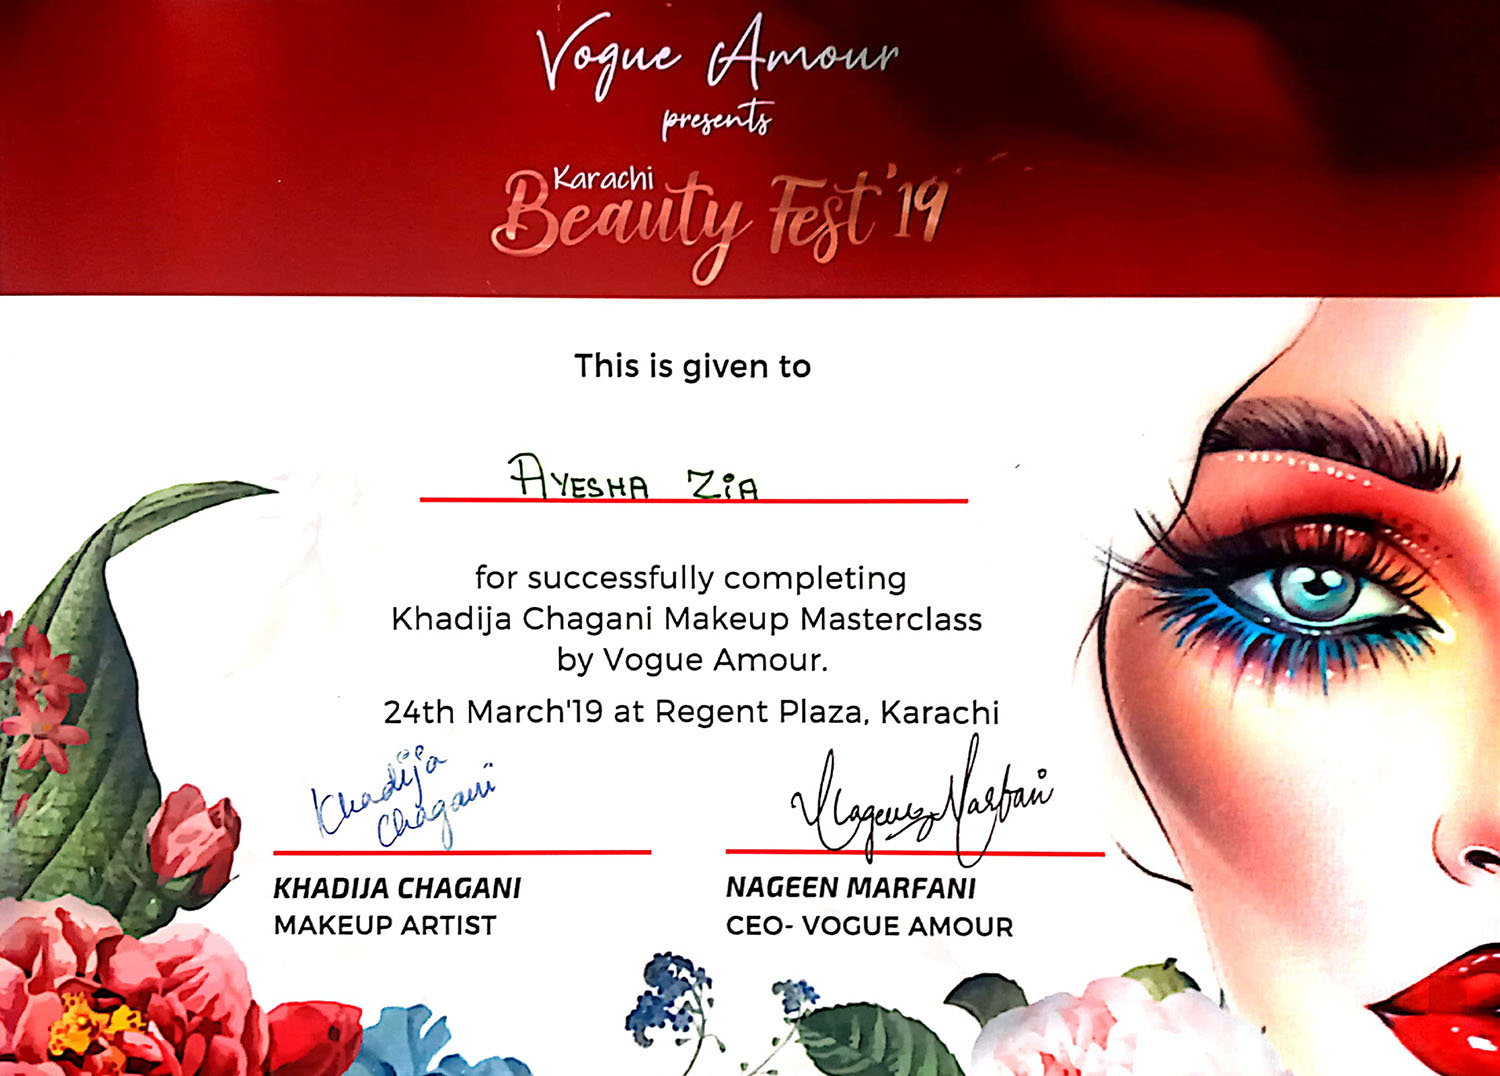 Vogue Amour
presents
Karachi
Beauty Fest'19
This is given to
AYESHA ZiA
for successfully completing
Khadija Chagani Makeup Masterclass
by Vogue Amour.
24th March'19 at Regent Plaza, Karachi
Khadija
Chagani
Nageen Marfani
KHADIJA CHAGANI
MAKEUP ARTIST
NAGEEN MARFANI
CEO- VOGUE AMOUR